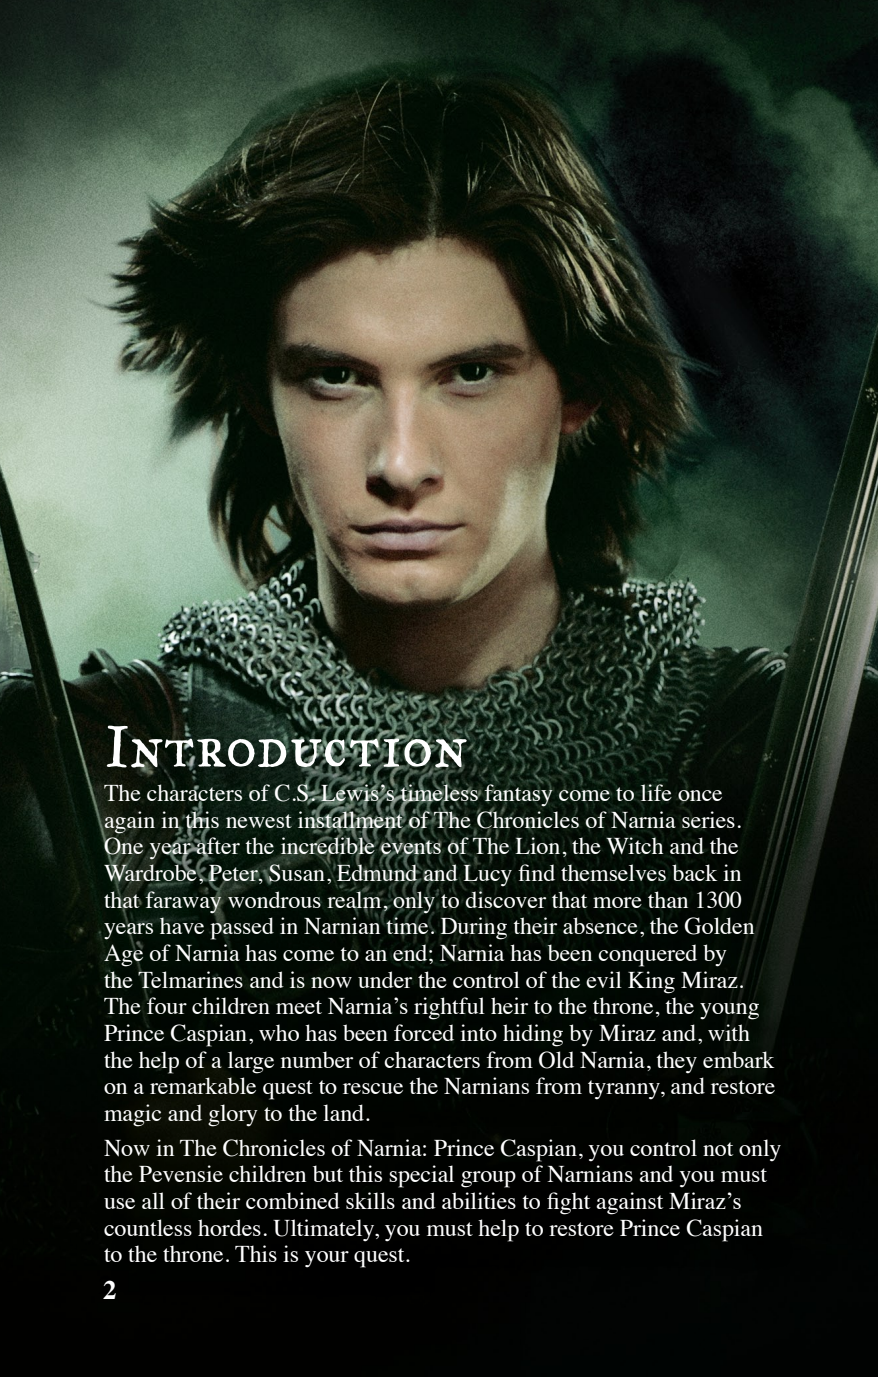 Introduction
The characters of C.S. Lewis's timeless fantasy come to life once
again in this newest installment of The Chronicles of Narnia series.
One year after the incredible events of The Lion, the Witch and the
Wardrobe, Peter, Susan, Edmund and Lucy find themselves back in
that faraway wondrous realm, only to discover that more than 1300
years have passed in Narnian time. During their absence, the Golden
Age of Narnia has come to an end; Narnia has been conquered by
the Telmarines and is now under the control of the evil King Miraz.
The four children meet Narnia's rightful heir to the throne, the young
Prince Caspian, who has been forced into hiding by Miraz and, with
the help of a large number of characters from Old Narnia, they embark
on a remarkable quest to rescue the Narnians from tyranny, and restore
magic and glory to the land.
Now in The Chronicles of Narnia: Prince Caspian, you control not only
the Pevensie children but this special group of Narnians and you must
use all of their combined skills and abilities to fight against Miraz's
countless hordes. Ultimately, you must help to restore Prince Caspian
to the throne. This is your quest.
2